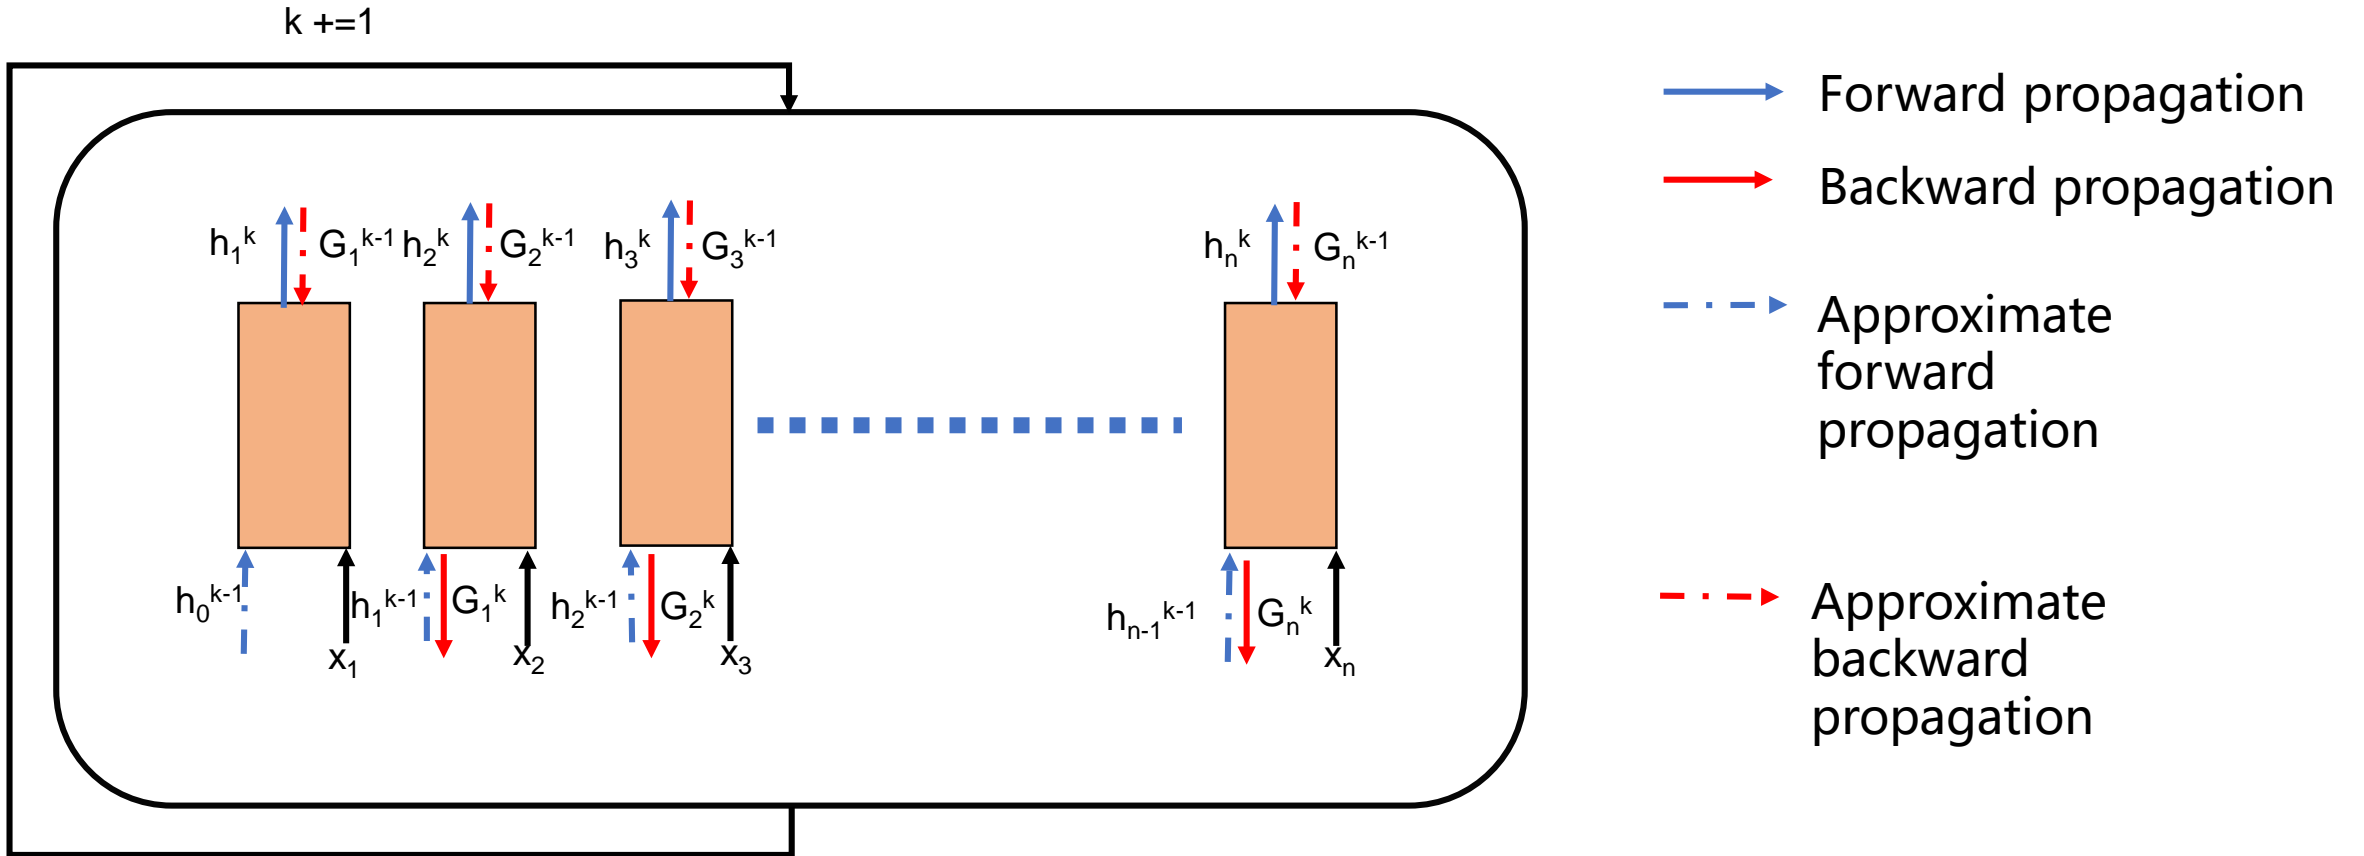 k +=1
h₁ᵏ G₁ᵏ⁻¹ h₂ᵏ G₂ᵏ⁻¹ h₃ᵏ G₃ᵏ⁻¹ hₙᵏ Gₙᵏ⁻¹
h₀ᵏ⁻¹ h₁ᵏ⁻¹ G₁ᵏ h₂ᵏ⁻¹ G₂ᵏ hₙ₋₁ᵏ⁻¹ Gₙᵏ
x₁ x₂ x₃ xₙ
Forward propagation
Backward propagation
Approximate
forward
propagation
Approximate
backward
propagation